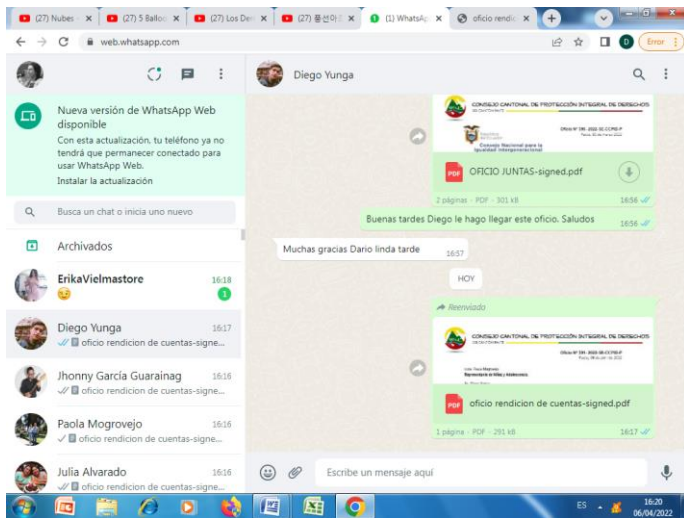 (27) Nubes -
(27) 5 Balloo
(27) Los De
(27) 풍선아트
(1) WhatsAp
oficio rendic
web.whatsapp.com
D
Error
Diego Yunga
Nueva versión de WhatsApp Web
disponible
Con esta actualización, tu teléfono ya no
tendrá que permanecer conectado para
usar WhatsApp Web.
Instalar la actualización
Busca un chat o inicia uno nuevo
Archivados
ErikaVielmastore
16:18
1
Diego Yunga
16:17
oficio rendicion de cuentas-signe...
Jhonny García Guarainag
16:16
oficio rendicion de cuentas-signe...
Paola Mogrovejo
16:16
oficio rendicion de cuentas-signe...
Julia Alvarado
16:16
oficio rendicion de cuentas-signe...
CONSEJO CANTONAL DE PROTECCIÓN INTEGRAL DE DERECHOS
Consejo Nacional para la
Igualdad Intergeneracional
PDF
OFICIO JUNTAS-signed.pdf
2 páginas - PDF - 301 kB
16:56
Buenas tardes Diego le hago llegar este oficio. Saludos
16:56
Muchas gracias Dario linda tarde
16:57
HOY
Reenviado
CONSEJO CANTONAL DE PROTECCIÓN INTEGRAL DE DERECHOS
PDF
oficio rendicion de cuentas-signed.pdf
1 página - PDF - 291 kB
16:17
Escribe un mensaje aquí
ES
16:20
06/04/2022